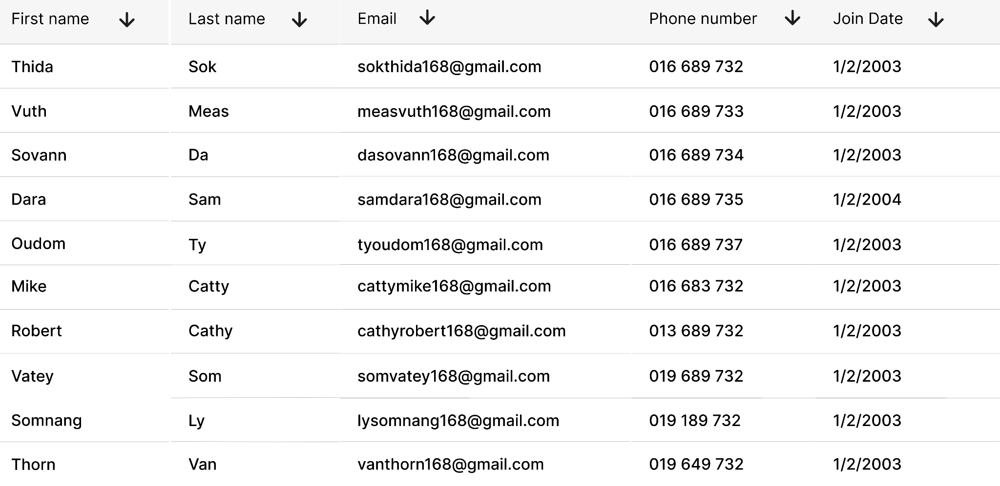 First name Last name Email Phone number Join Date
Thida Sok sokthida168@gmail.com 016 689 732 1/2/2003
Vuth Meas measvuth168@gmail.com 016 689 733 1/2/2003
Sovann Da dasovann168@gmail.com 016 689 734 1/2/2003
Dara Sam samdara168@gmail.com 016 689 735 1/2/2004
Oudom Ty tyoudom168@gmail.com 016 689 737 1/2/2003
Mike Catty cattymike168@gmail.com 016 683 732 1/2/2003
Robert Cathy cathyrobert168@gmail.com 013 689 732 1/2/2003
Vatey Som somvatey168@gmail.com 019 689 732 1/2/2003
Somnang Ly lysomnang168@gmail.com 019 189 732 1/2/2003
Thorn Van vanthorn168@gmail.com 019 649 732 1/2/2003